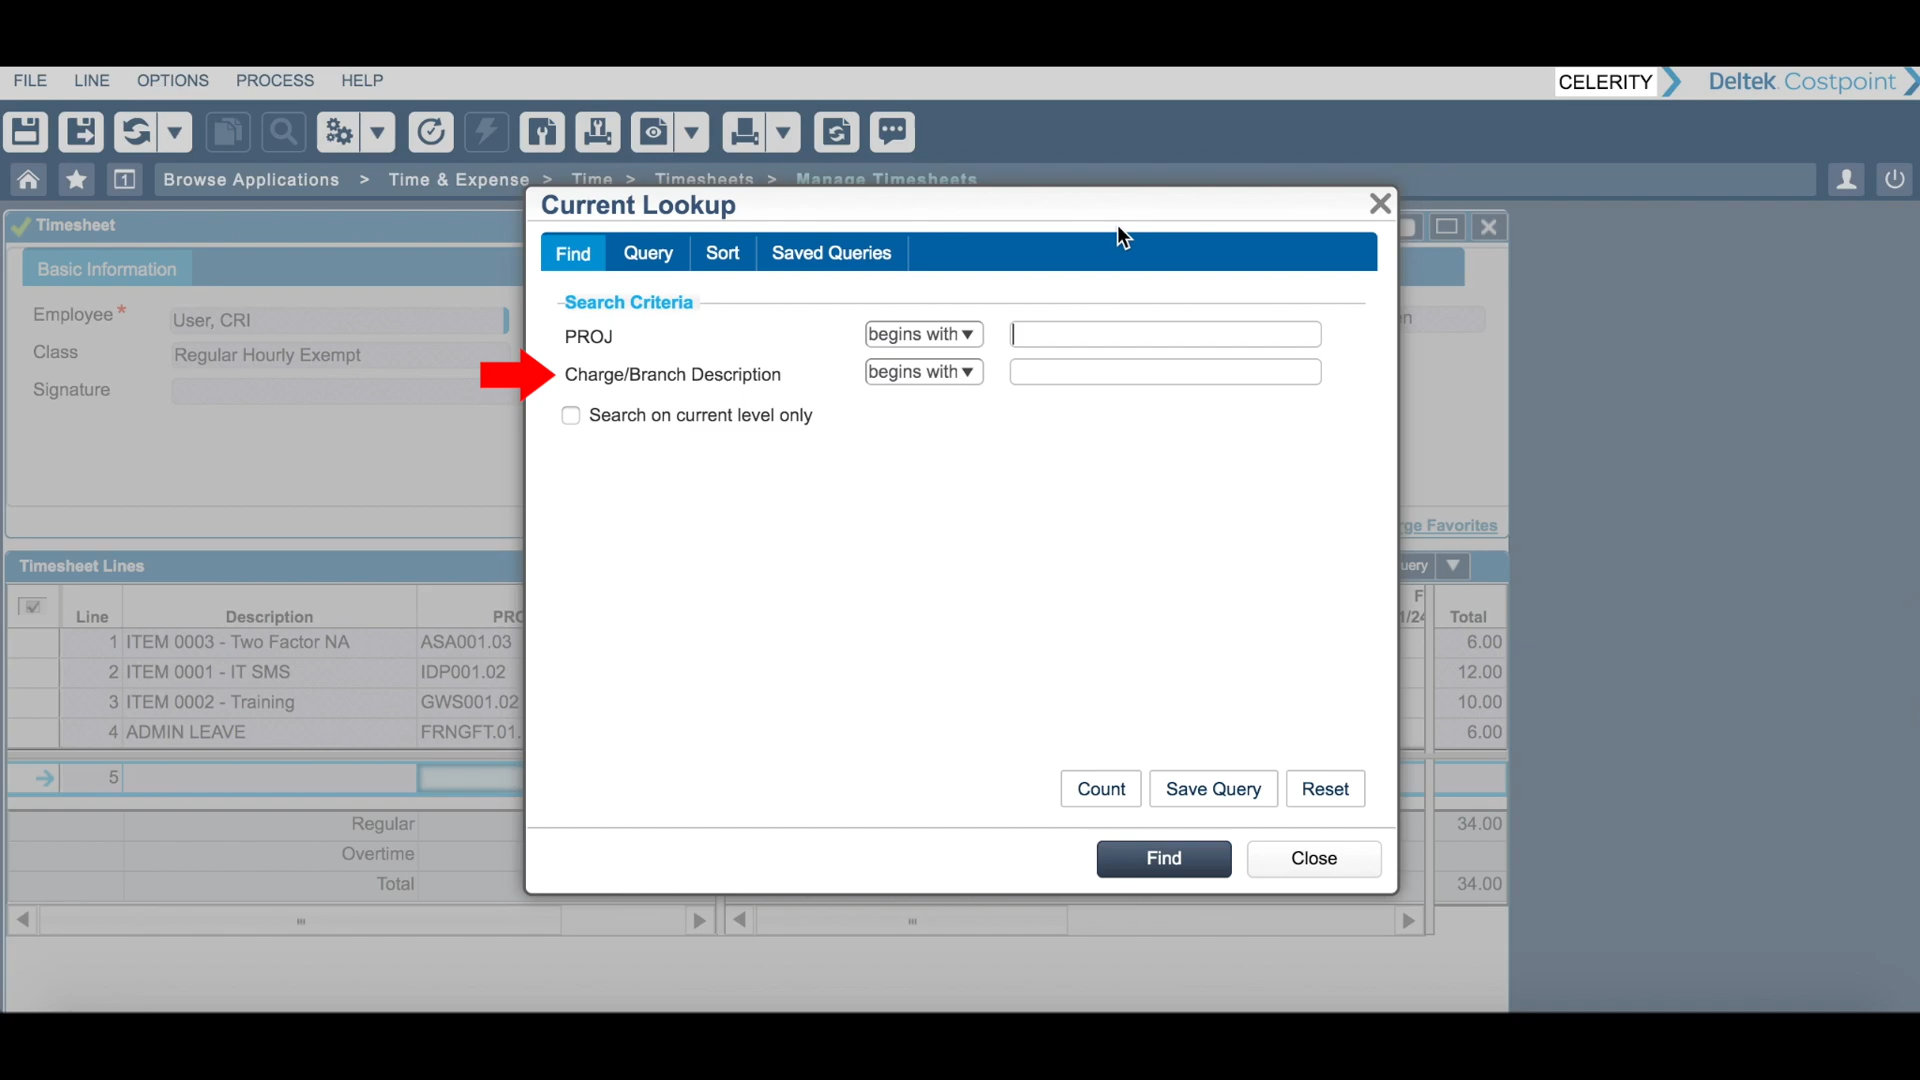 FILE LINE OPTIONS PROCESS HELP
CELERITY Deltek Costpoint
1 Browse Applications > Time & Expense > Time > Timesheets > Manage Timesheets
Current Lookup
Timesheet
Find Query Sort Saved Queries
Basic Information
Search Criteria
Employee * User, CRI
PROJ begins with
Class Regular Hourly Exempt
Charge/Branch Description begins with
Signature
Search on current level only
Favorites
Timesheet Lines
Line Description Total
1 ITEM 0003 - Two Factor NA ASA001.03 6.00
2 ITEM 0001 - IT SMS IDP001.02 12.00
3 ITEM 0002 - Training GWS001.02 10.00
4 ADMIN LEAVE FRNGFT.01. 6.00
5
Count Save Query Reset
Regular 34.00
Overtime
Find Close
Total 34.00